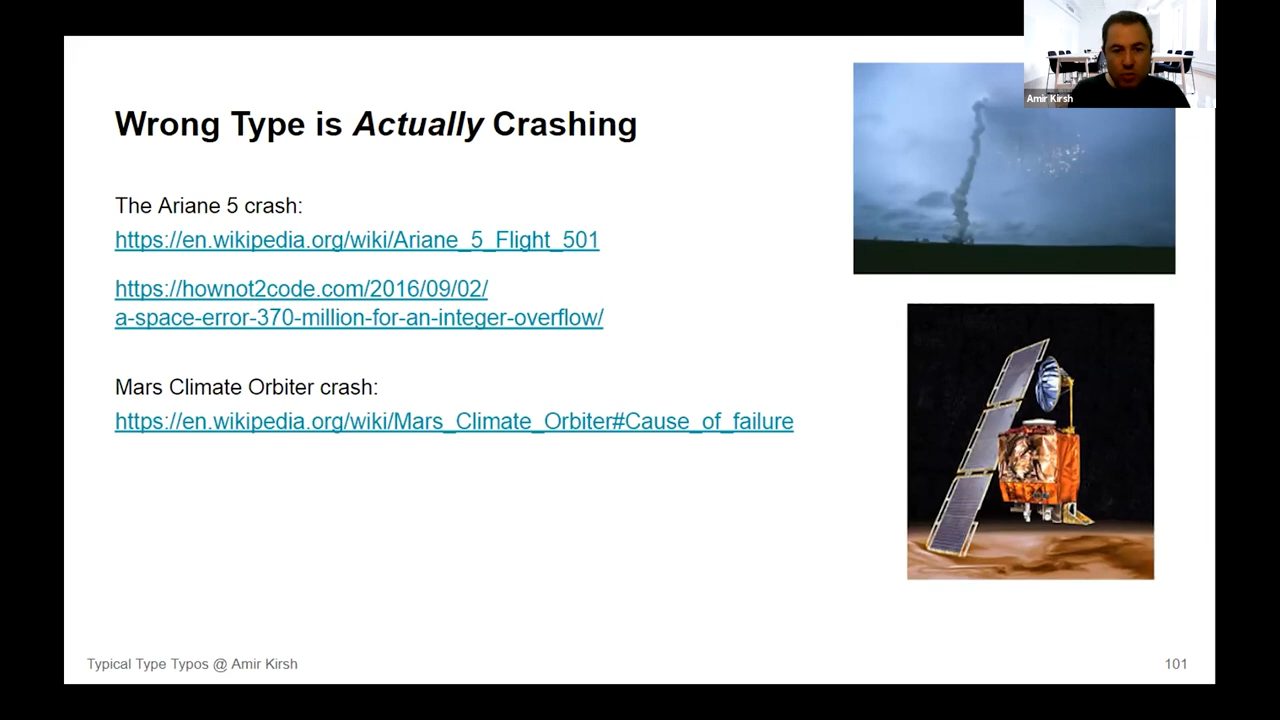 Amir Kirsh
Wrong Type is Actually Crashing
The Ariane 5 crash:
https://en.wikipedia.org/wiki/Ariane_5_Flight_501
https://hownot2code.com/2016/09/02/
a-space-error-370-million-for-an-integer-overflow/
Mars Climate Orbiter crash:
https://en.wikipedia.org/wiki/Mars_Climate_Orbiter#Cause_of_failure
Typical Type Typos @ Amir Kirsh
101